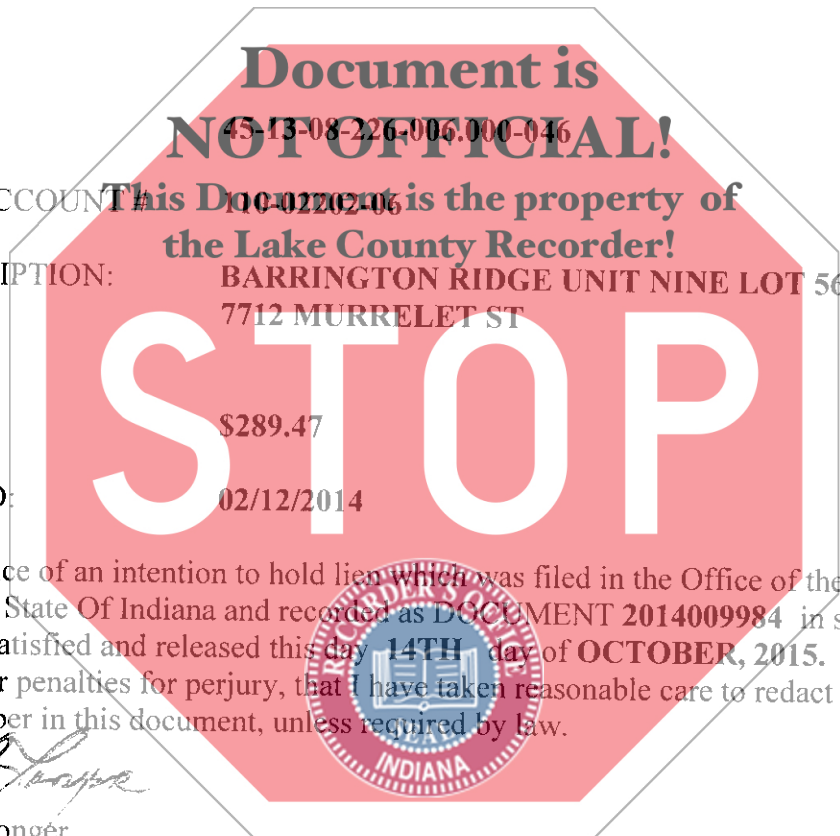 Document is
NOT OFFICIAL!
45-13-08-226-006.000-046
CCOUNT # 110-02202-06
This Document is the property of
the Lake County Recorder!
IPTION: BARRINGTON RIDGE UNIT NINE LOT 56
7712 MURRELET ST
STOP
$289.47
D: 02/12/2014
ce of an intention to hold lien which was filed in the Office of the
State Of Indiana and recorded as DOCUMENT 2014009984 in s
atisfied and released this day 14TH day of OCTOBER, 2015.
r penalties for perjury, that I have taken reasonable care to redact
er in this document, unless required by law.
RECORDER'S OFFICE
INDIANA
onger